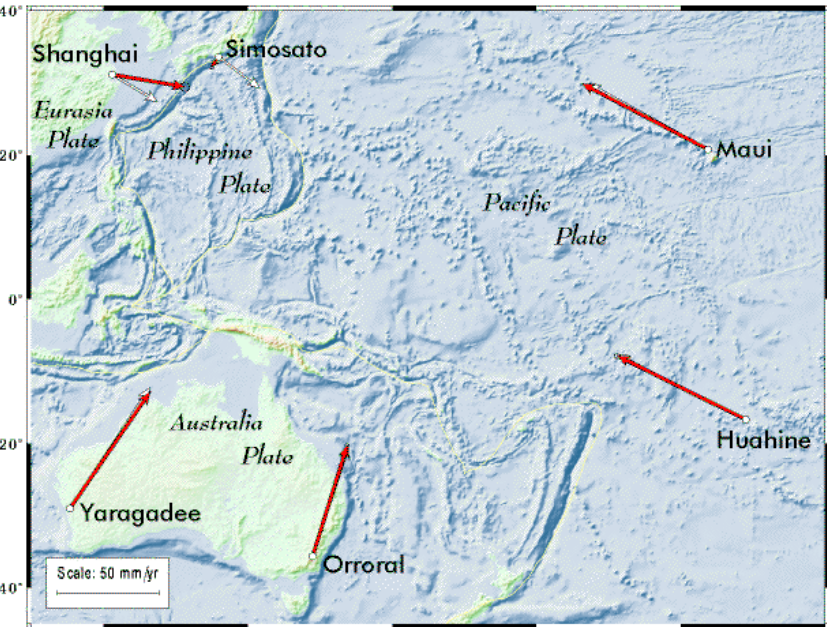 40°
Shanghai
Simosato
Eurasia
Plate
Philippine
Plate
20°
Maui
Pacific
Plate
0°
Australia
Plate
20°
Huahine
Yaragadee
Orroral
Scale: 50 mm/yr
40°